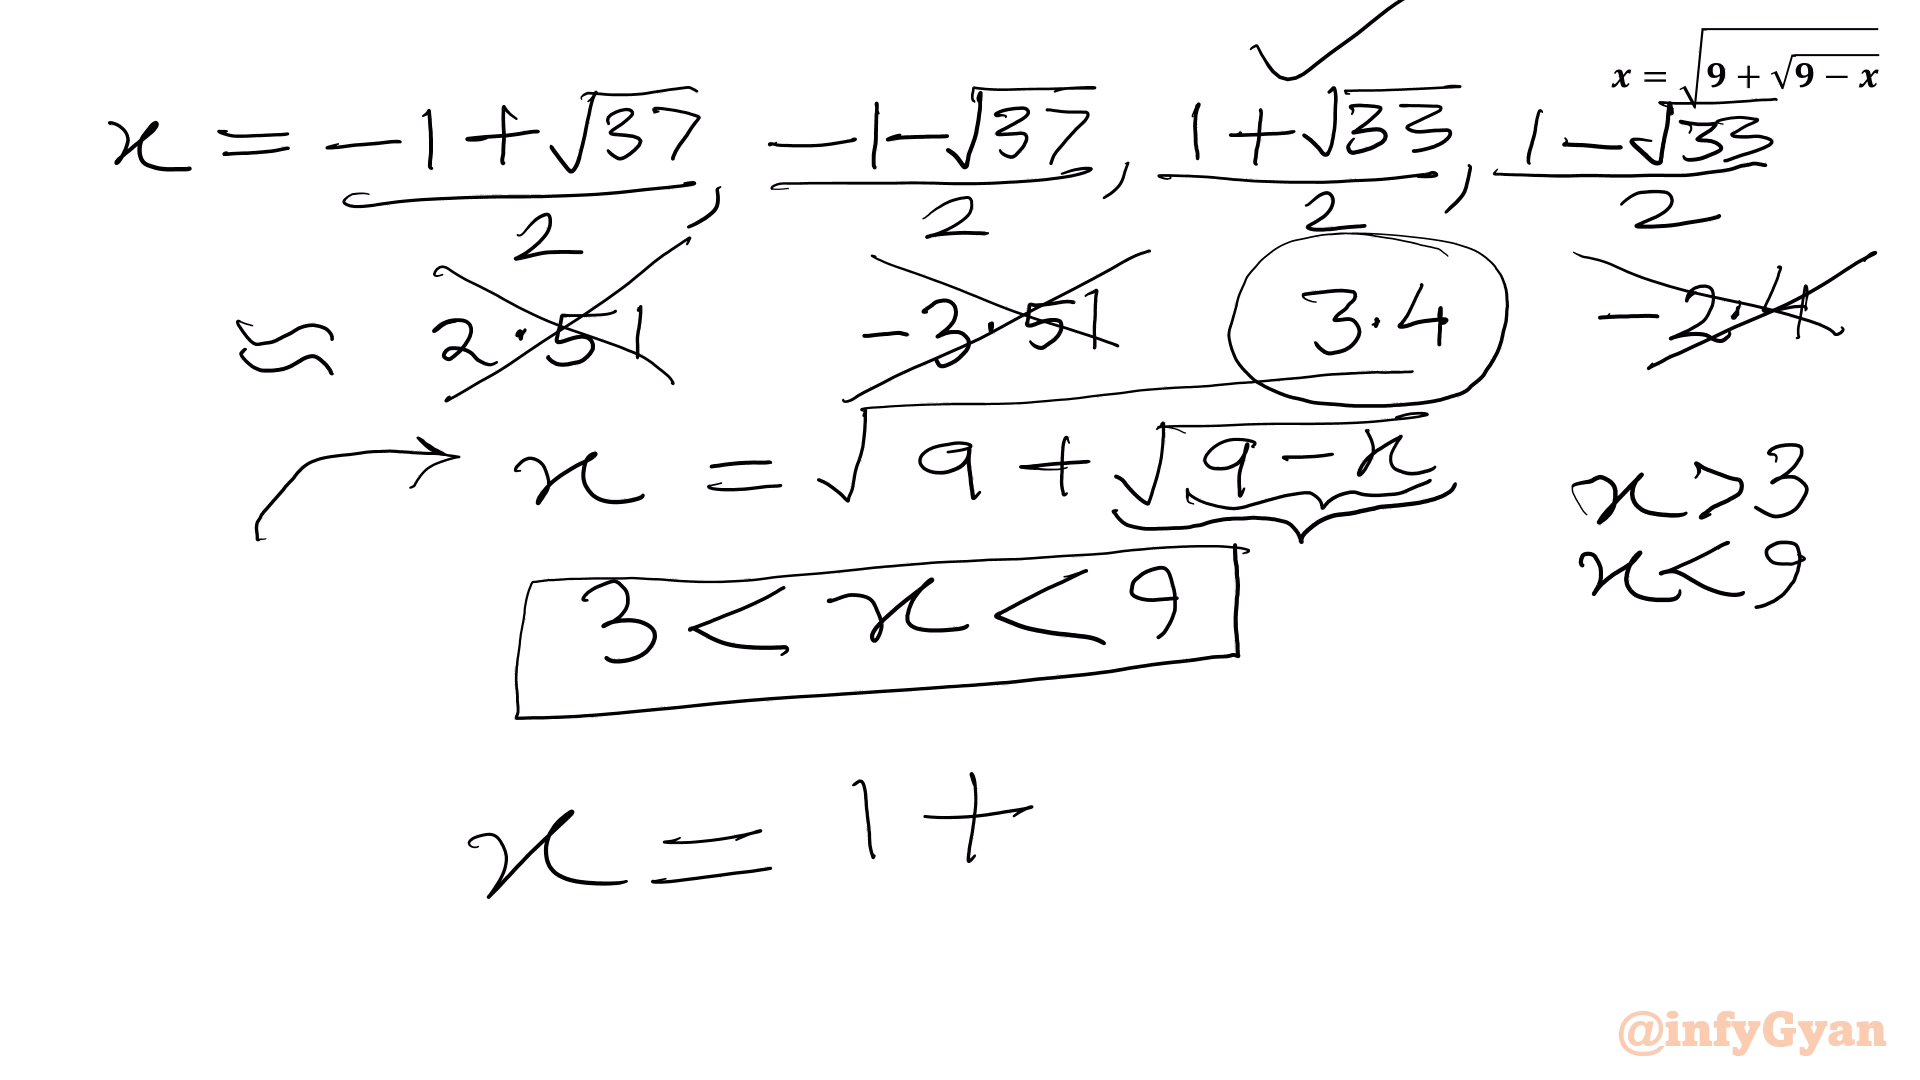 x = √(9 + √(9 − x))
x = (−1 + √37)/2, (−1 − √37)/2, (1 + √33)/2, (1 − √33)/2
≈ 2.51 −3.51 3.4 −2.4
x = √(9 + √(9 − x))
x > 3
x < 9
3 < x < 9
x = 1 +
@infyGyan